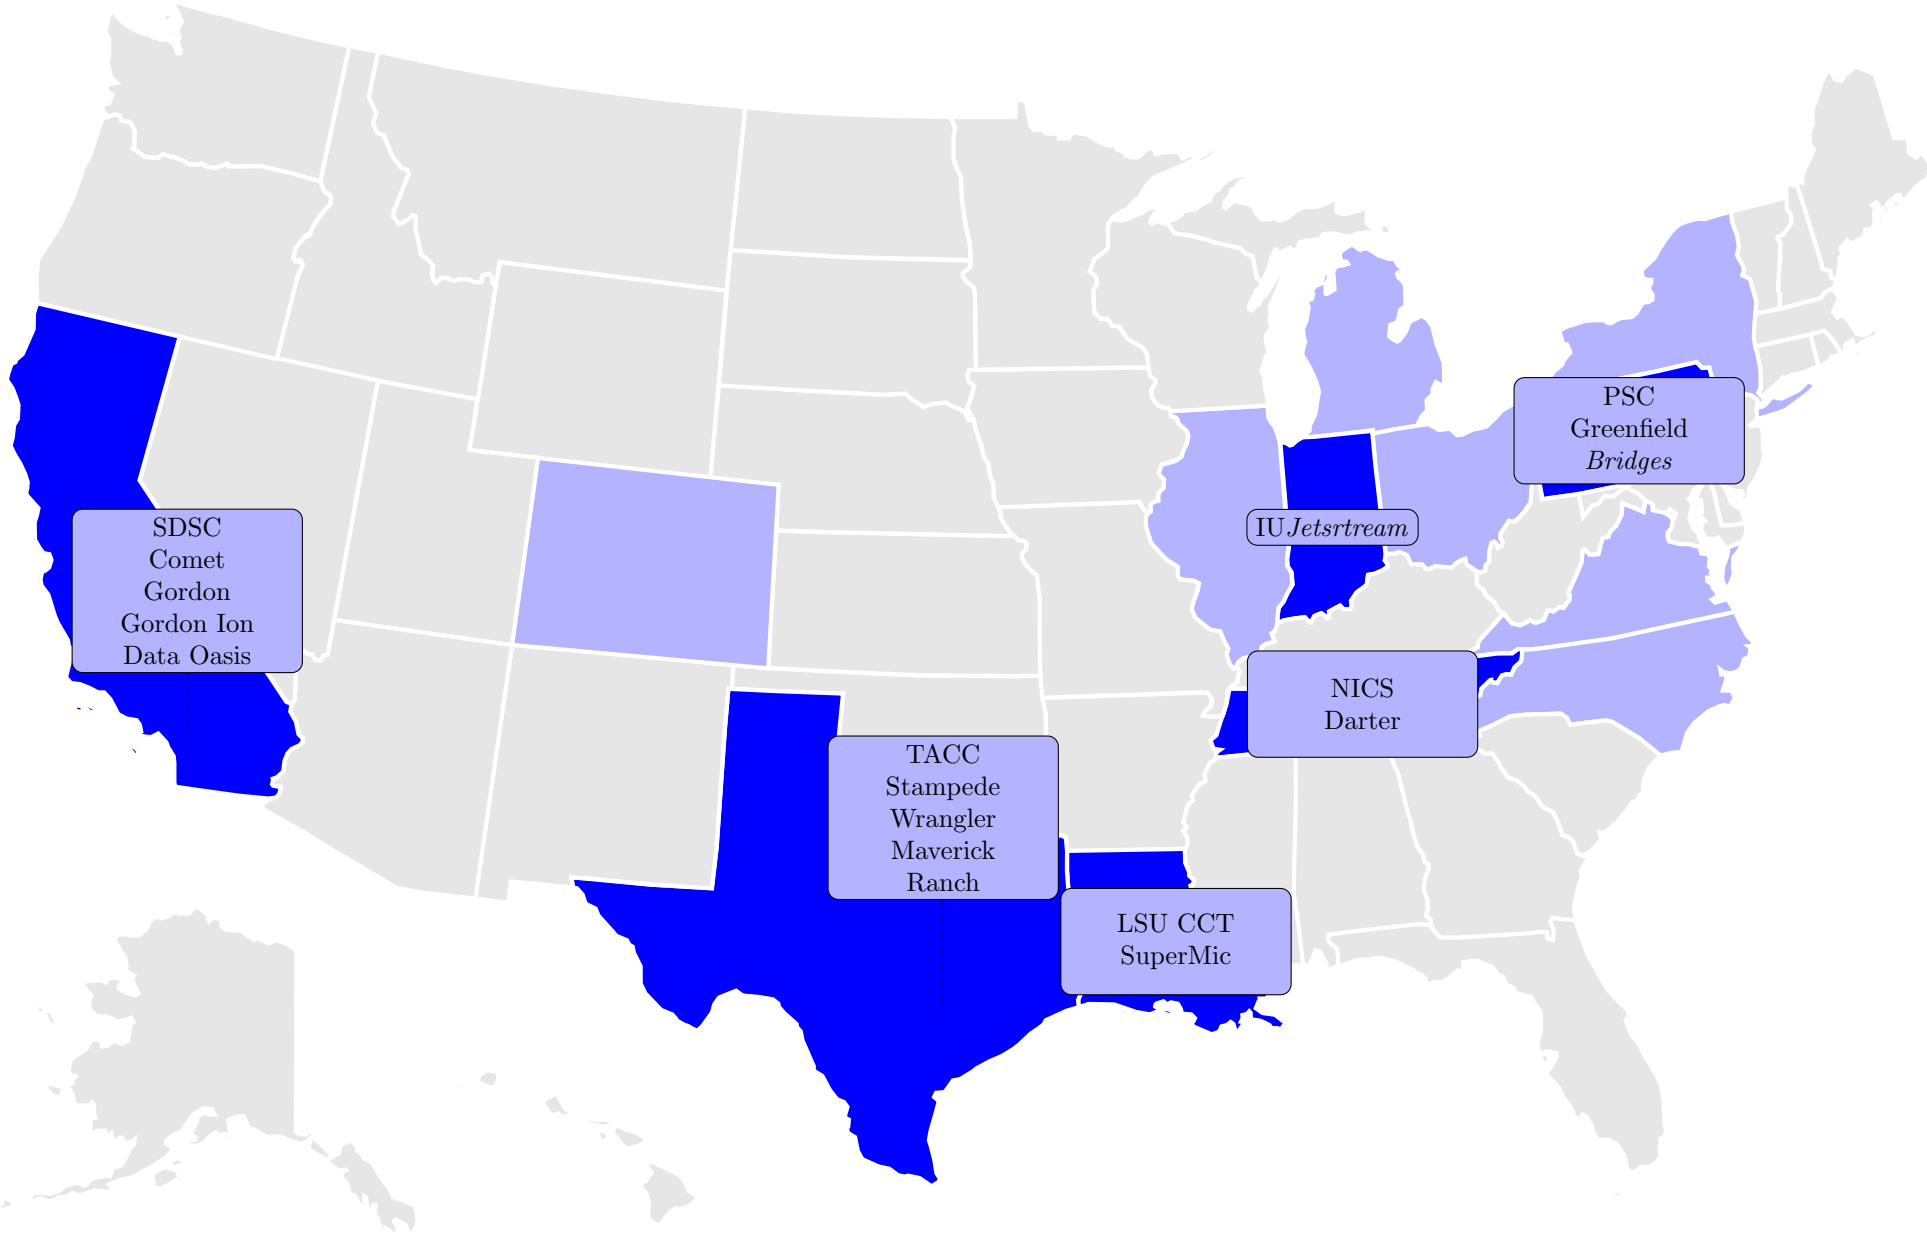 PSC
Greenfield
Bridges
SDSC
Comet
Gordon
Gordon Ion
Data Oasis
IUJetsrtream
NICS
Darter
TACC
Stampede
Wrangler
Maverick
Ranch
LSU CCT
SuperMic